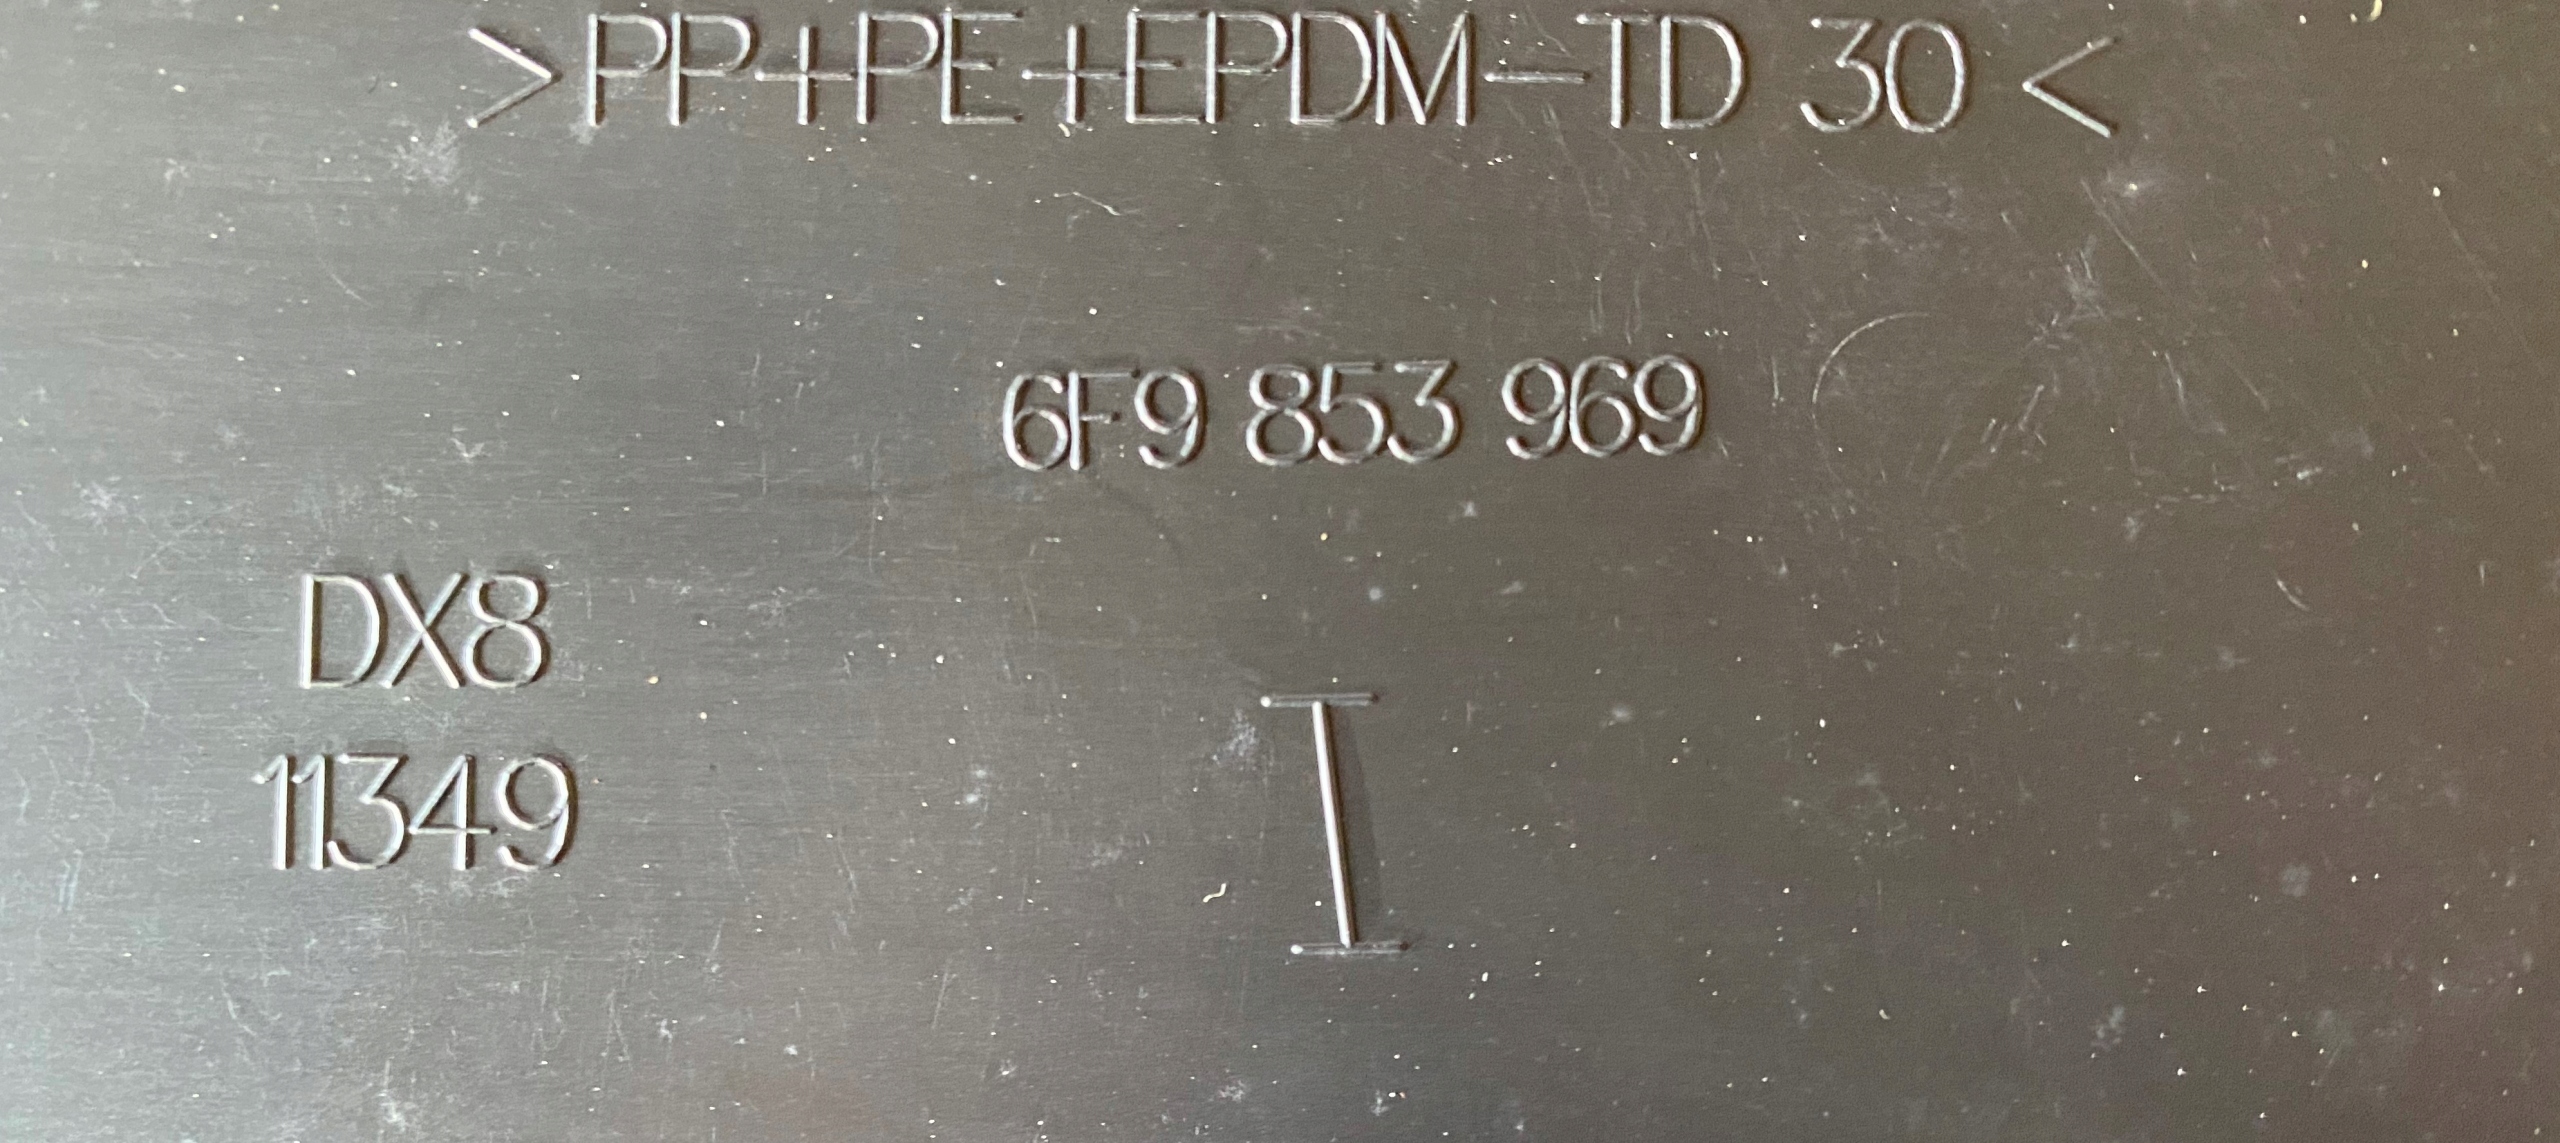 >PP+PE+EPDM-TD 30<
6F9 853 969
DX8
11349